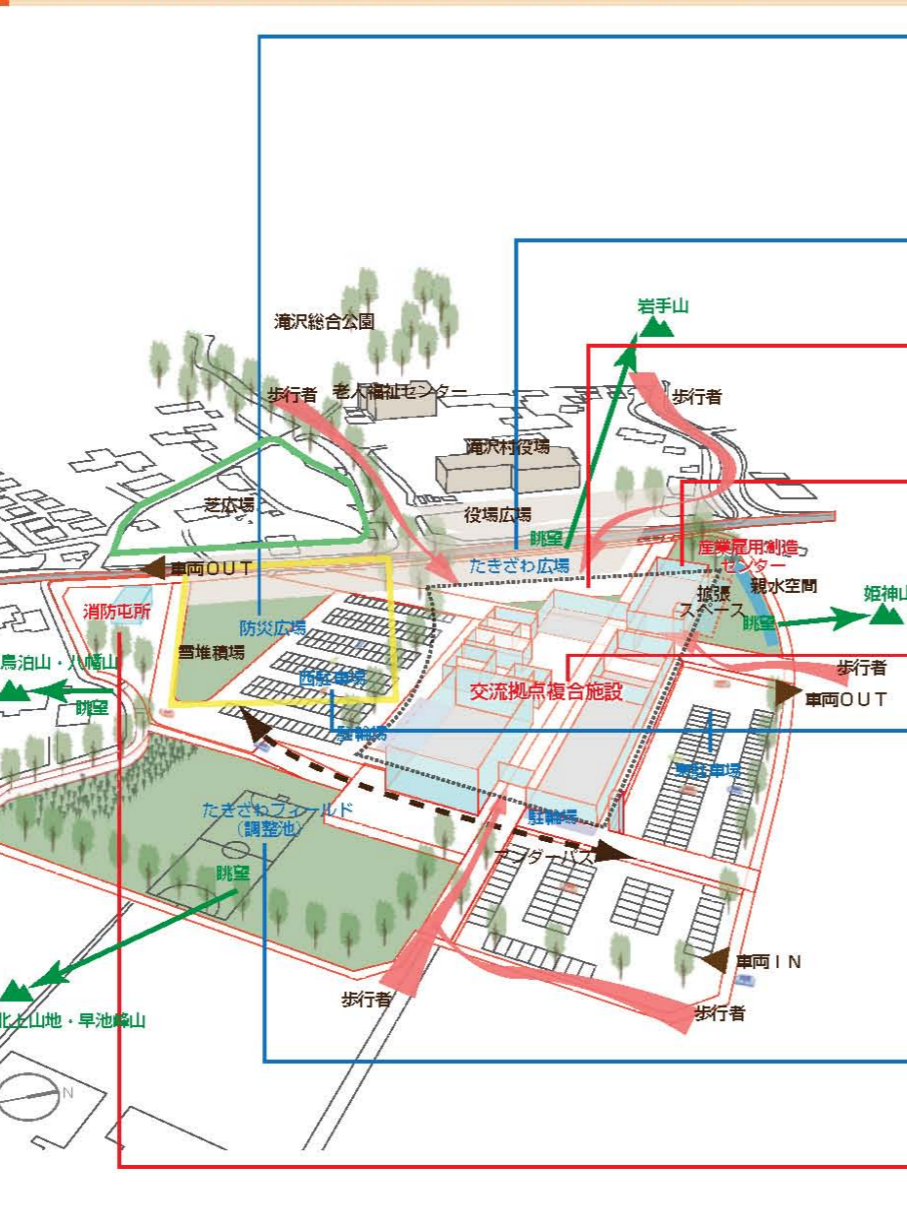 岩手山
滝沢総合公園
歩行者
老人福祉センター
歩行者
滝沢村役場
芝広場
役場広場
眺望
車両OUT
たきざわ広場
産業雇用創造
センター
拡張
スペース
親水空間
姫神山
眺望
消防屯所
防災広場
雪堆積場
鳥泊山・八幡山
眺望
西駐車場
交流拠点複合施設
歩行者
車両OUT
駐輪場
東駐車場
たきざわフィールド
(調整池)
駐輪場
アンダーパス
眺望
車両IN
歩行者
歩行者
北上山地・早池峰山
N